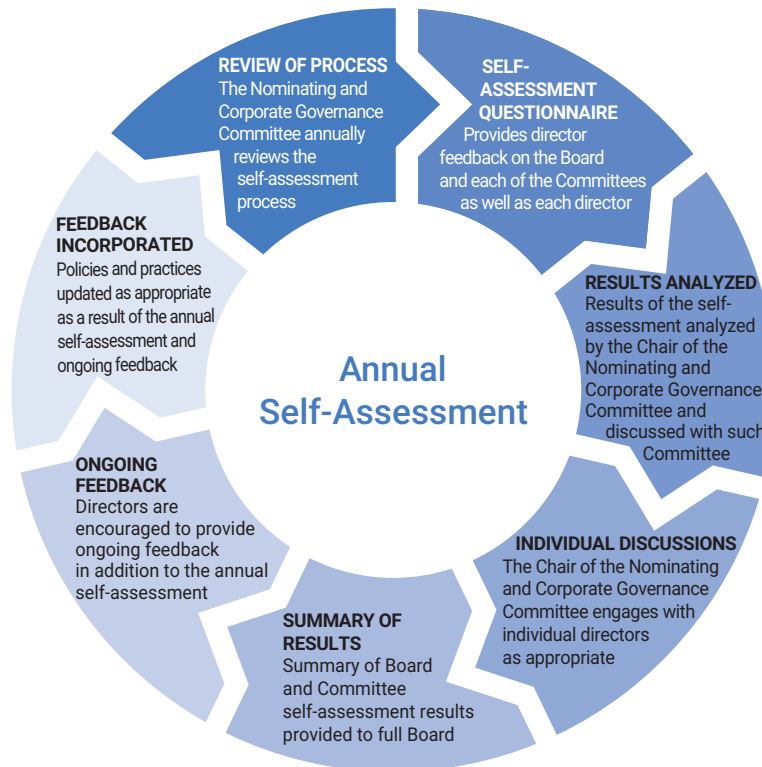 REVIEW OF PROCESS
The Nominating and
Corporate Governance
Committee annually
reviews the
self-assessment
process
SELF-
ASSESSMENT
QUESTIONNAIRE
Provides director
feedback on the Board
and each of the Committees
as well as each director
RESULTS ANALYZED
Results of the self-
assessment analyzed
by the Chair of the
Nominating and
Corporate Governance
Committee and
discussed with such
Committee
INDIVIDUAL DISCUSSIONS
The Chair of the Nominating
and Corporate Governance
Committee engages with
individual directors
as appropriate
SUMMARY OF
RESULTS
Summary of Board
and Committee
self-assessment results
provided to full Board
ONGOING
FEEDBACK
Directors are
encouraged to provide
ongoing feedback
in addition to the annual
self-assessment
FEEDBACK
INCORPORATED
Policies and practices
updated as appropriate
as a result of the annual
self-assessment and
ongoing feedback
Annual
Self-Assessment